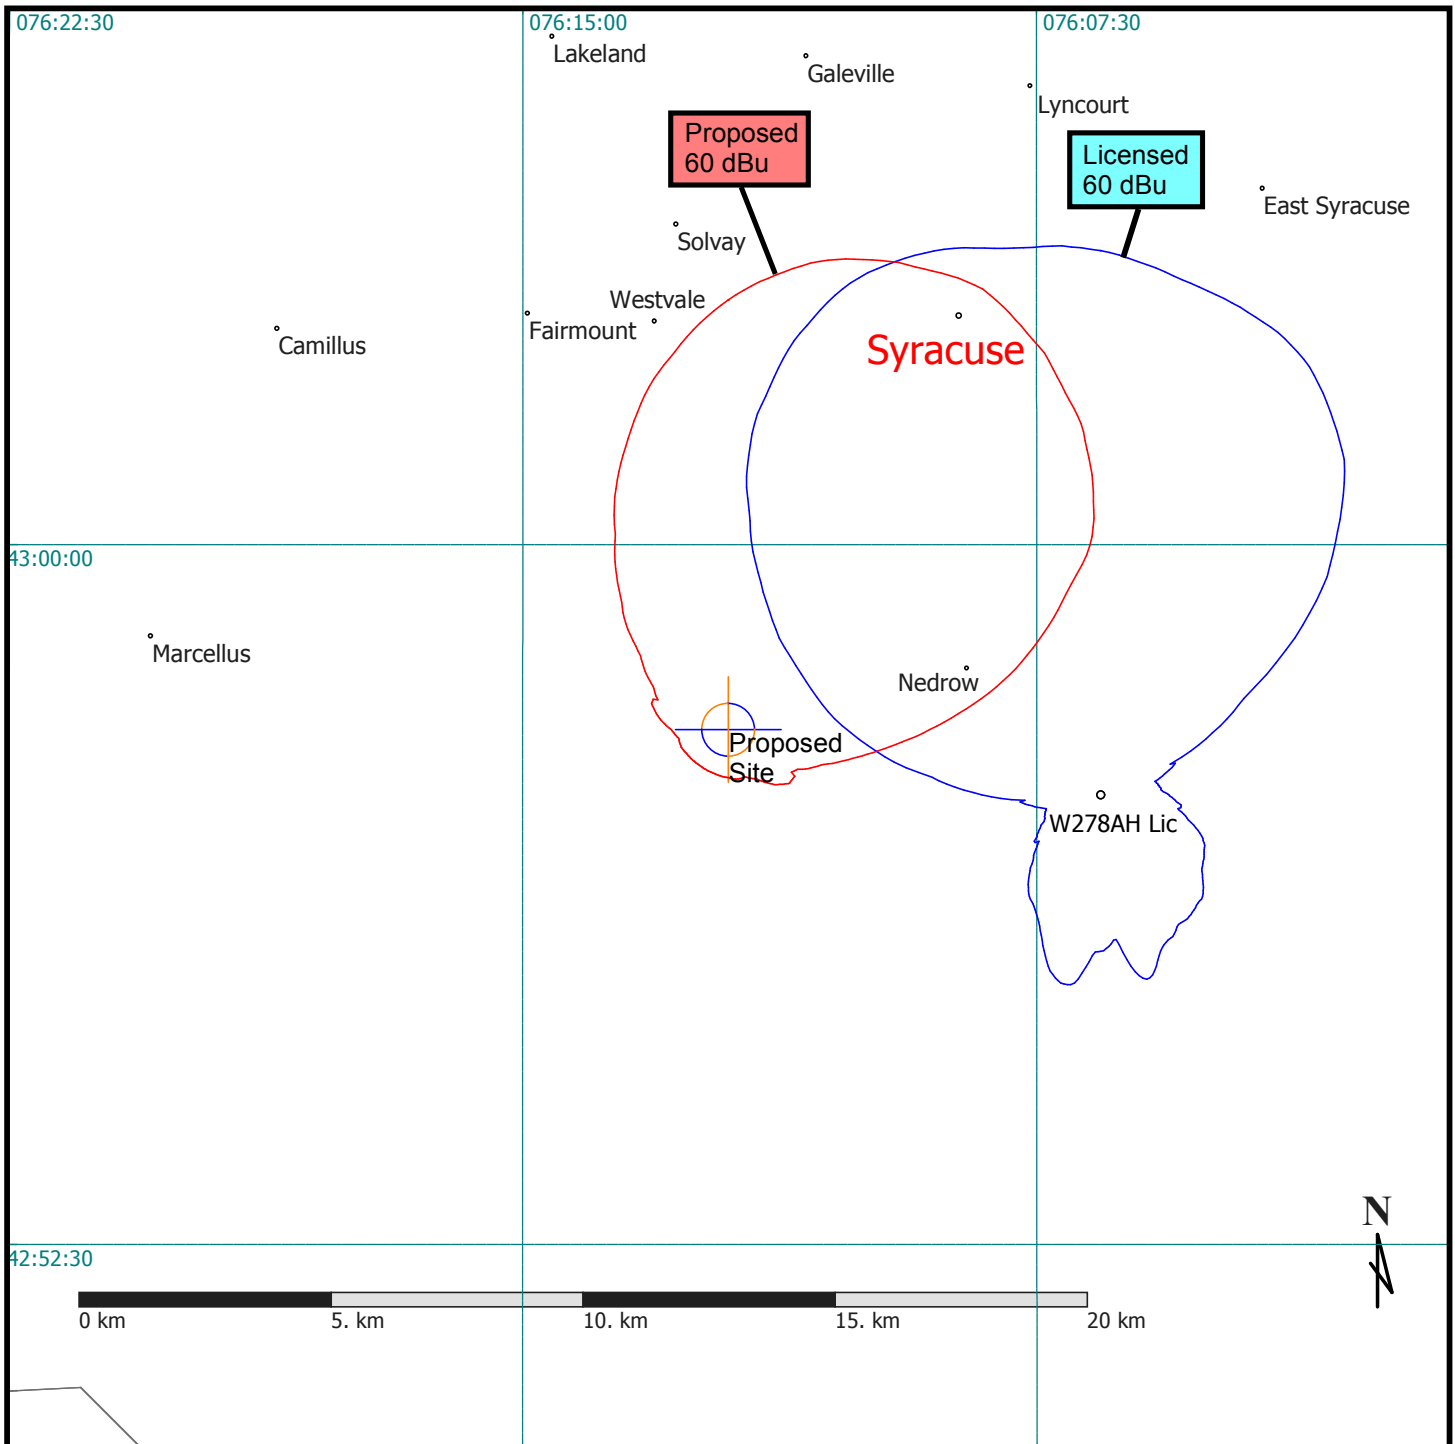 076:22:30
076:15:00
076:07:30
Lakeland
Galeville
Lyncourt
Proposed
60 dBu
Licensed
60 dBu
East Syracuse
Solvay
Westvale
Fairmount
Camillus
Syracuse
43:00:00
Marcellus
Nedrow
Proposed
Site
W278AH Lic
N
42:52:30
0 km
5. km
10. km
15. km
20 km